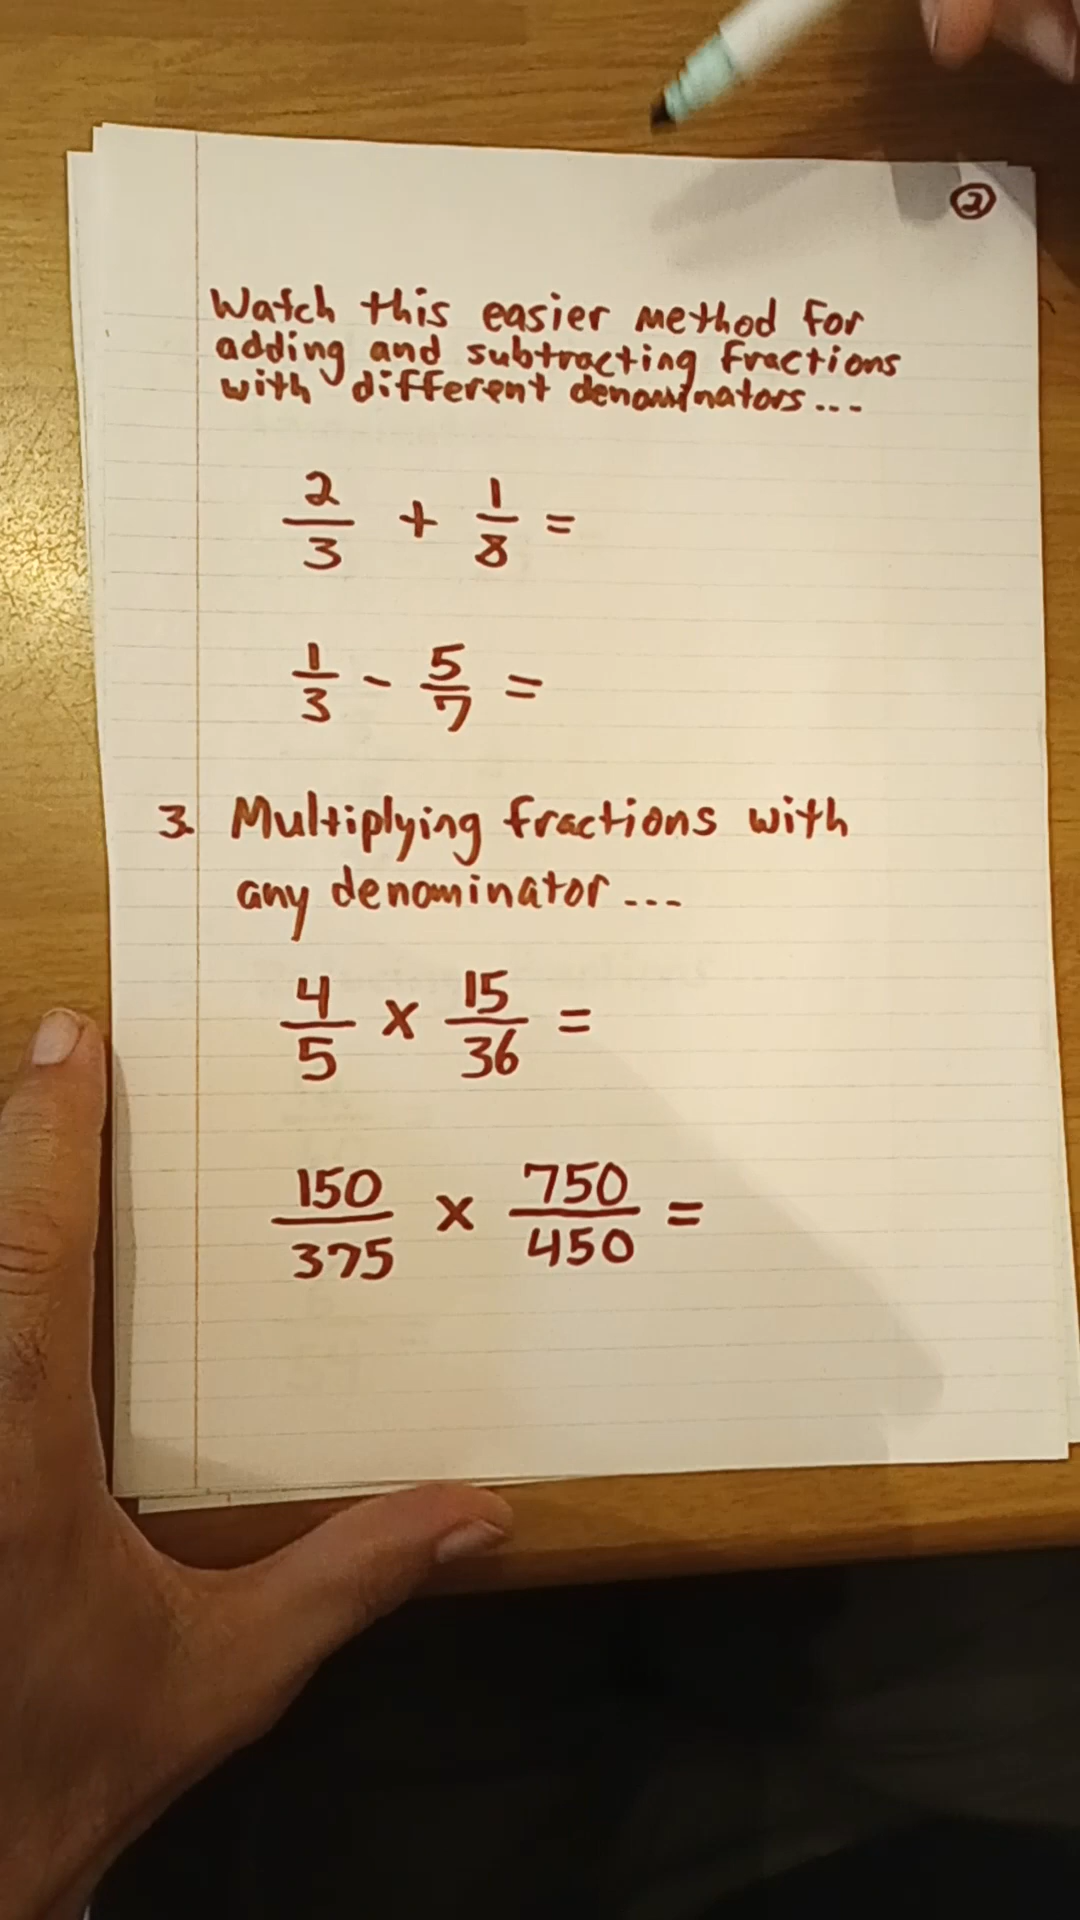 2
Watch this easier method for
adding and subtracting fractions
with different denominators...
2/3 + 1/8 =
1/3 - 5/7 =
3. Multiplying fractions with
any denominator...
4/5 x 15/36 =
150/375 x 750/450 =